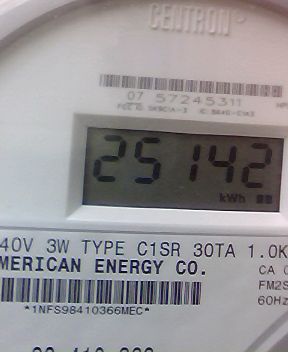 CENTRON
07 57245311
25142
kWh
40V 3W TYPE C1SR 30TA 1.0K
MERICAN ENERGY CO.
CA
FM2S
60Hz
*1NFS98410366MEC*